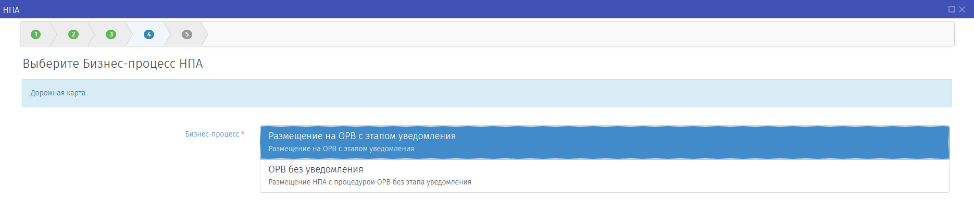 НПА
1 2 3 4 5
Выберите Бизнес-процесс НПА
Дорожная карта
Бизнес-процесс *
Размещение на ОРВ с этапом уведомления
Размещение на ОРВ с этапом уведомления
ОРВ без уведомления
Размещение НПА с процедурой ОРВ без этапа уведомления